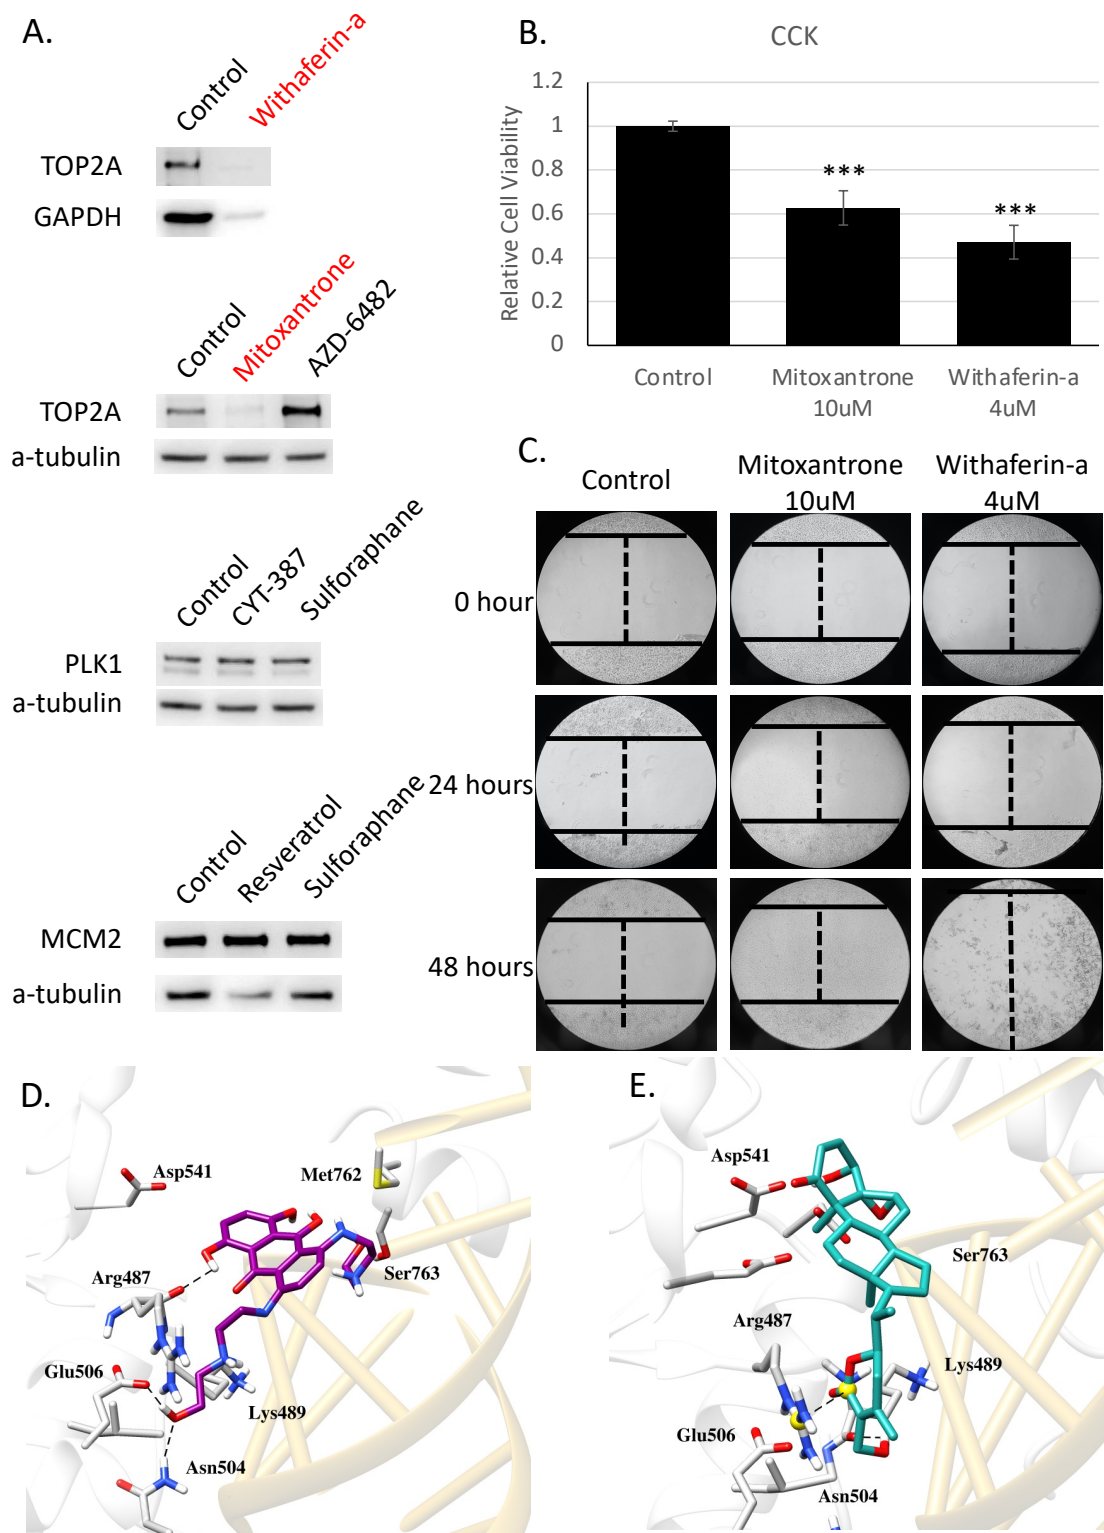 A.
Control
Withaferin-a
TOP2A
GAPDH
Control
Mitoxantrone
AZD-6482
TOP2A
a-tubulin
Control
CYT-387
Sulforaphane
PLK1
a-tubulin
Control
Resveratrol
Sulforaphane
MCM2
a-tubulin
B.
CCK
Relative Cell Viability
1.2
1
0.8
0.6
0.4
0.2
0
***
***
Control
Mitoxantrone
10uM
Withaferin-a
4uM
C.
Control
Mitoxantrone
10uM
Withaferin-a
4uM
0 hour
24 hours
48 hours
D.
Asp541
Met762
Ser763
Arg487
Glu506
Lys489
Asn504
E.
Asp541
Ser763
Arg487
Lys489
Glu506
Asn504